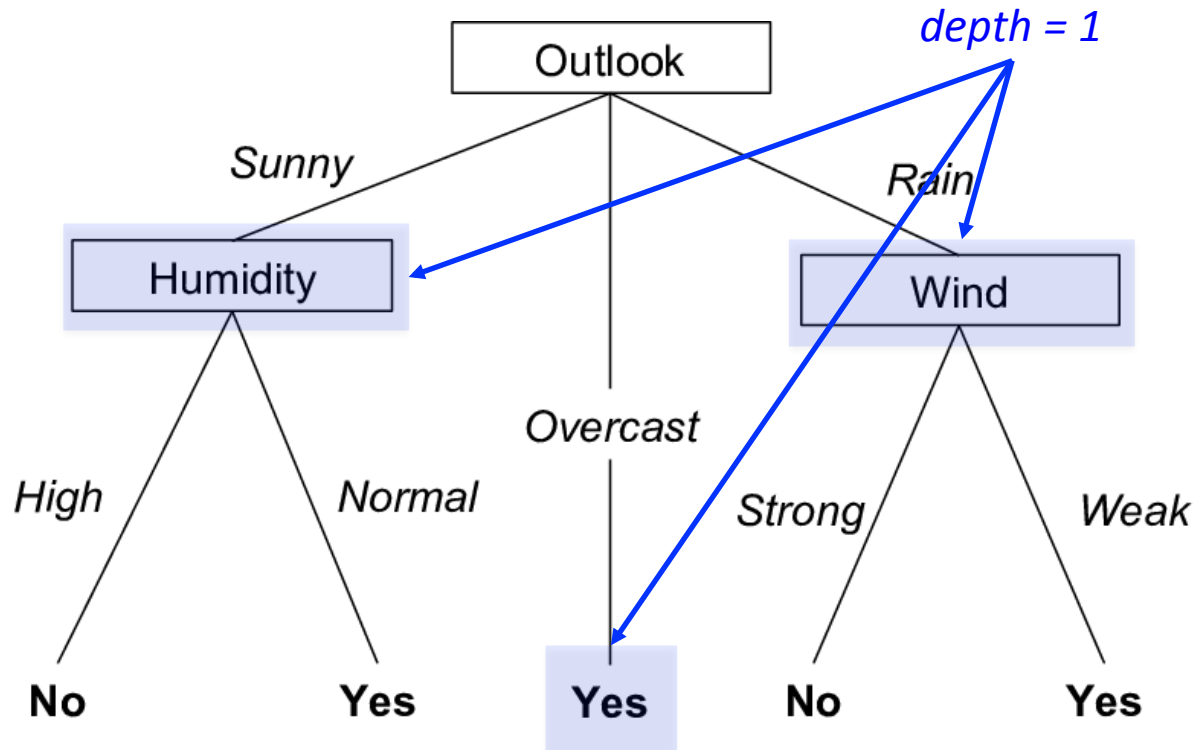 depth = 1
Outlook
Sunny
Rain
Humidity
Wind
Overcast
High
Normal
Strong
Weak
No
Yes
Yes
No
Yes